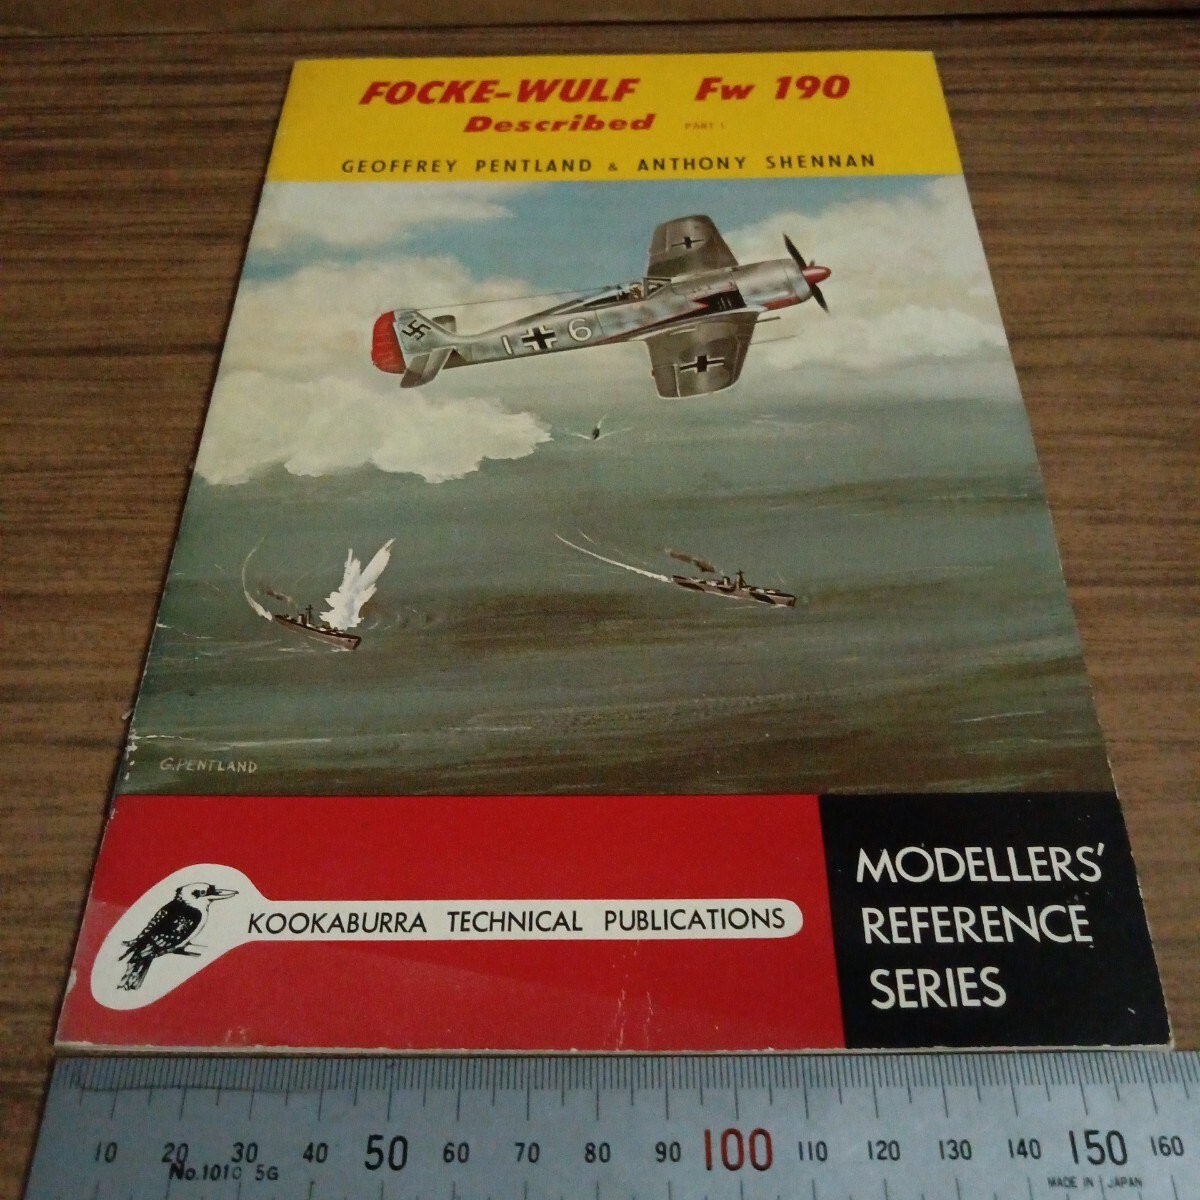 FOCKE-WULF Fw 190
Described PART 1
GEOFFREY PENTLAND & ANTHONY SHENNAN
I 6
G.PENTLAND
KOOKABURRA TECHNICAL PUBLICATIONS
MODELLERS'
REFERENCE
SERIES
10 20 30 40 50 60 70 80 90 100 110 120 130 140 150 160
No.101C 5G
MADE IN JAPAN